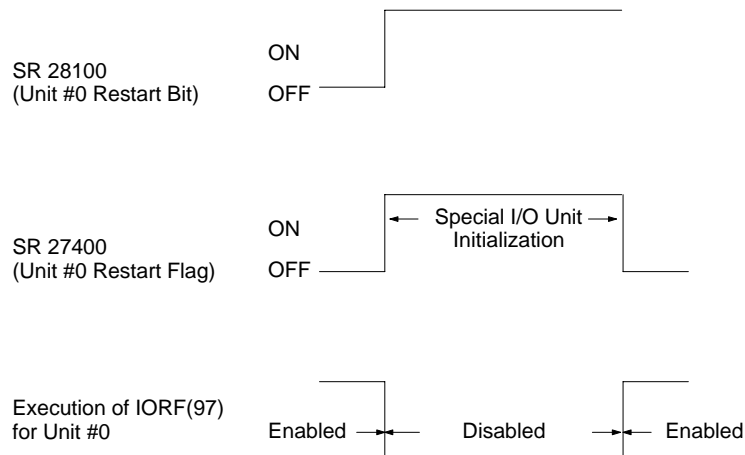 ON
SR 28100
(Unit #0 Restart Bit)
OFF
Special I/O Unit
Initialization
ON
SR 27400
(Unit #0 Restart Flag)
OFF
Execution of IORF(97)
for Unit #0
Enabled
Disabled
Enabled